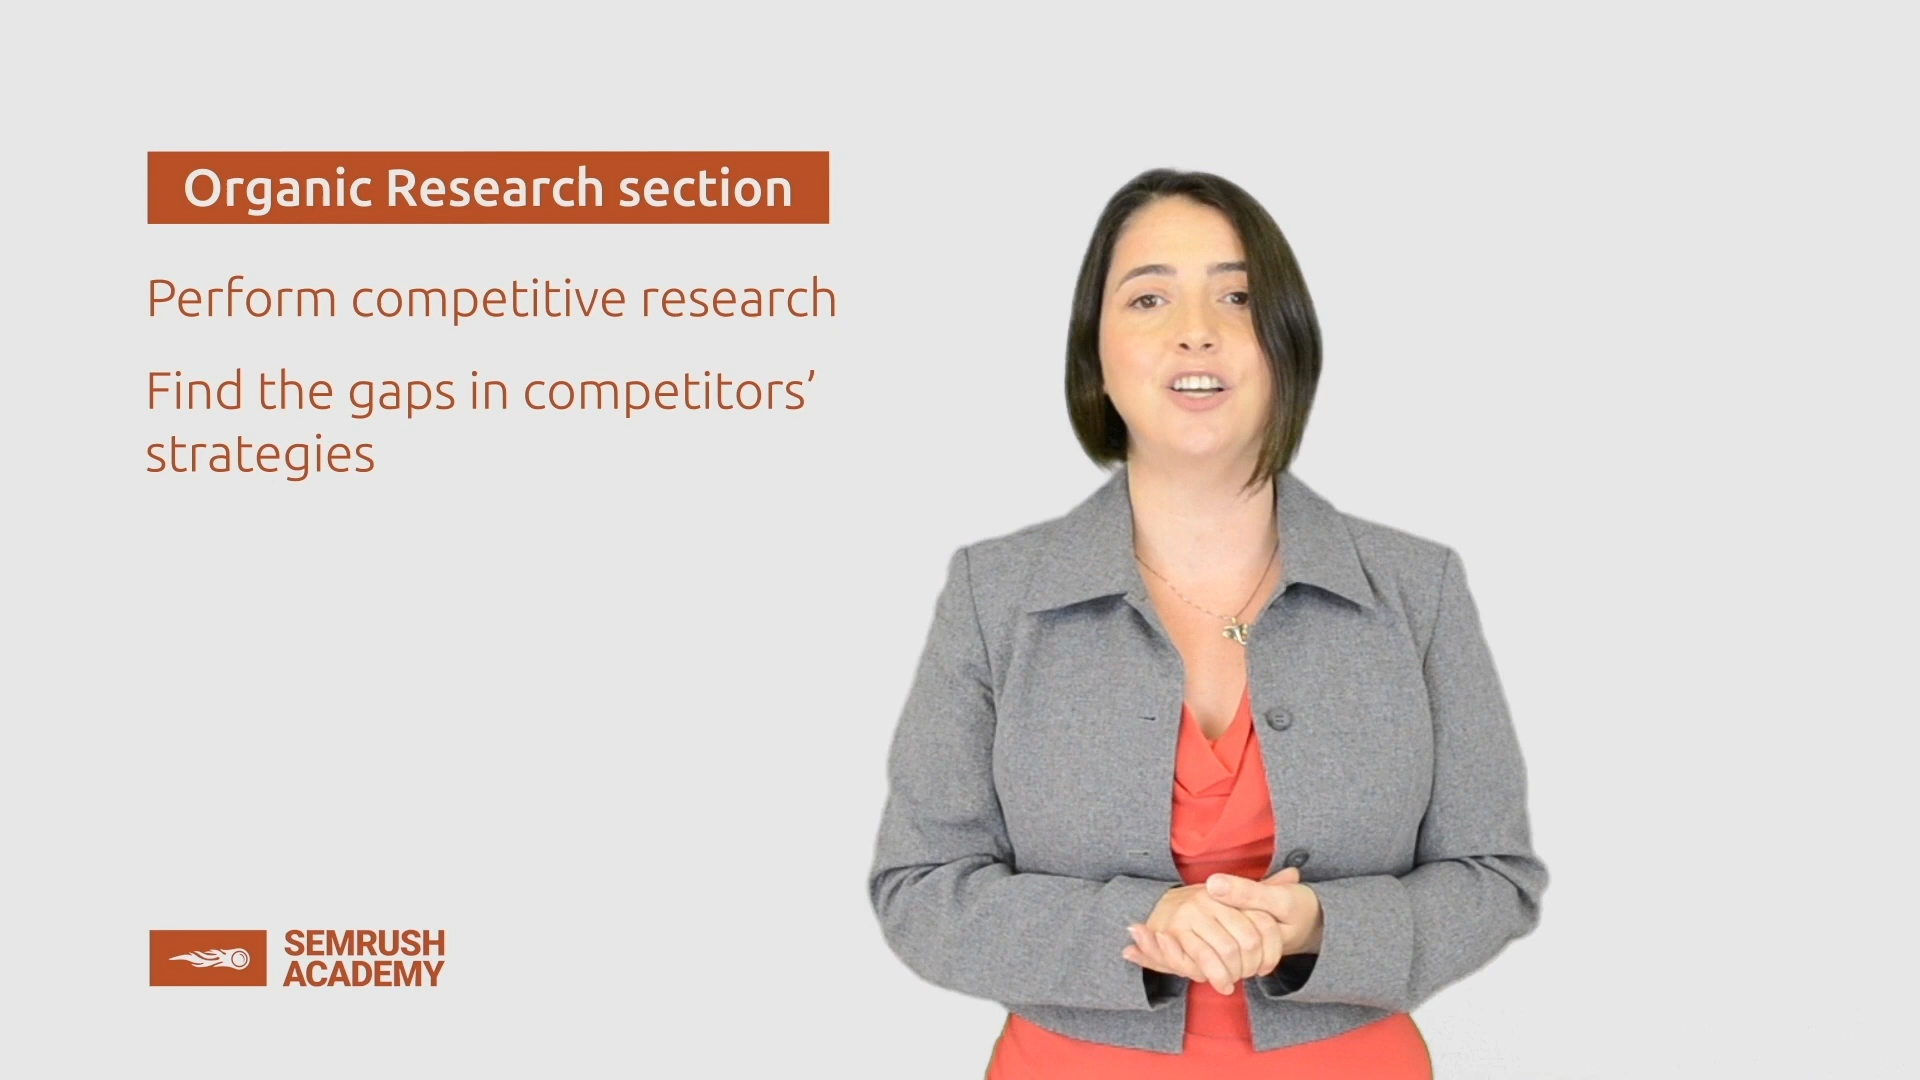 Organic Research section
Perform competitive research
Find the gaps in competitors’
strategies
SEMRUSH
ACADEMY